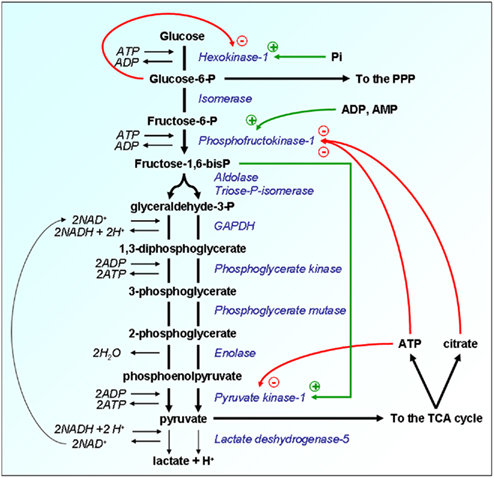 Glucose
ATP
ADP
Hexokinase-1
Pi
Glucose-6-P
To the PPP
Isomerase
ADP, AMP
Fructose-6-P
ATP
ADP
Phosphofructokinase-1
Fructose-1,6-bisP
Aldolase
Triose-P-isomerase
glyceraldehyde-3-P
2NAD⁺
2NADH + 2H⁺
GAPDH
1,3-diphosphoglycerate
2ADP
2ATP
Phosphoglycerate kinase
3-phosphoglycerate
Phosphoglycerate mutase
2-phosphoglycerate
2H₂O
Enolase
ATP
citrate
phosphoenolpyruvate
2ADP
2ATP
Pyruvate kinase-1
pyruvate
To the TCA cycle
2NADH +2 H⁺
2NAD⁺
Lactate deshydrogenase-5
lactate + H⁺